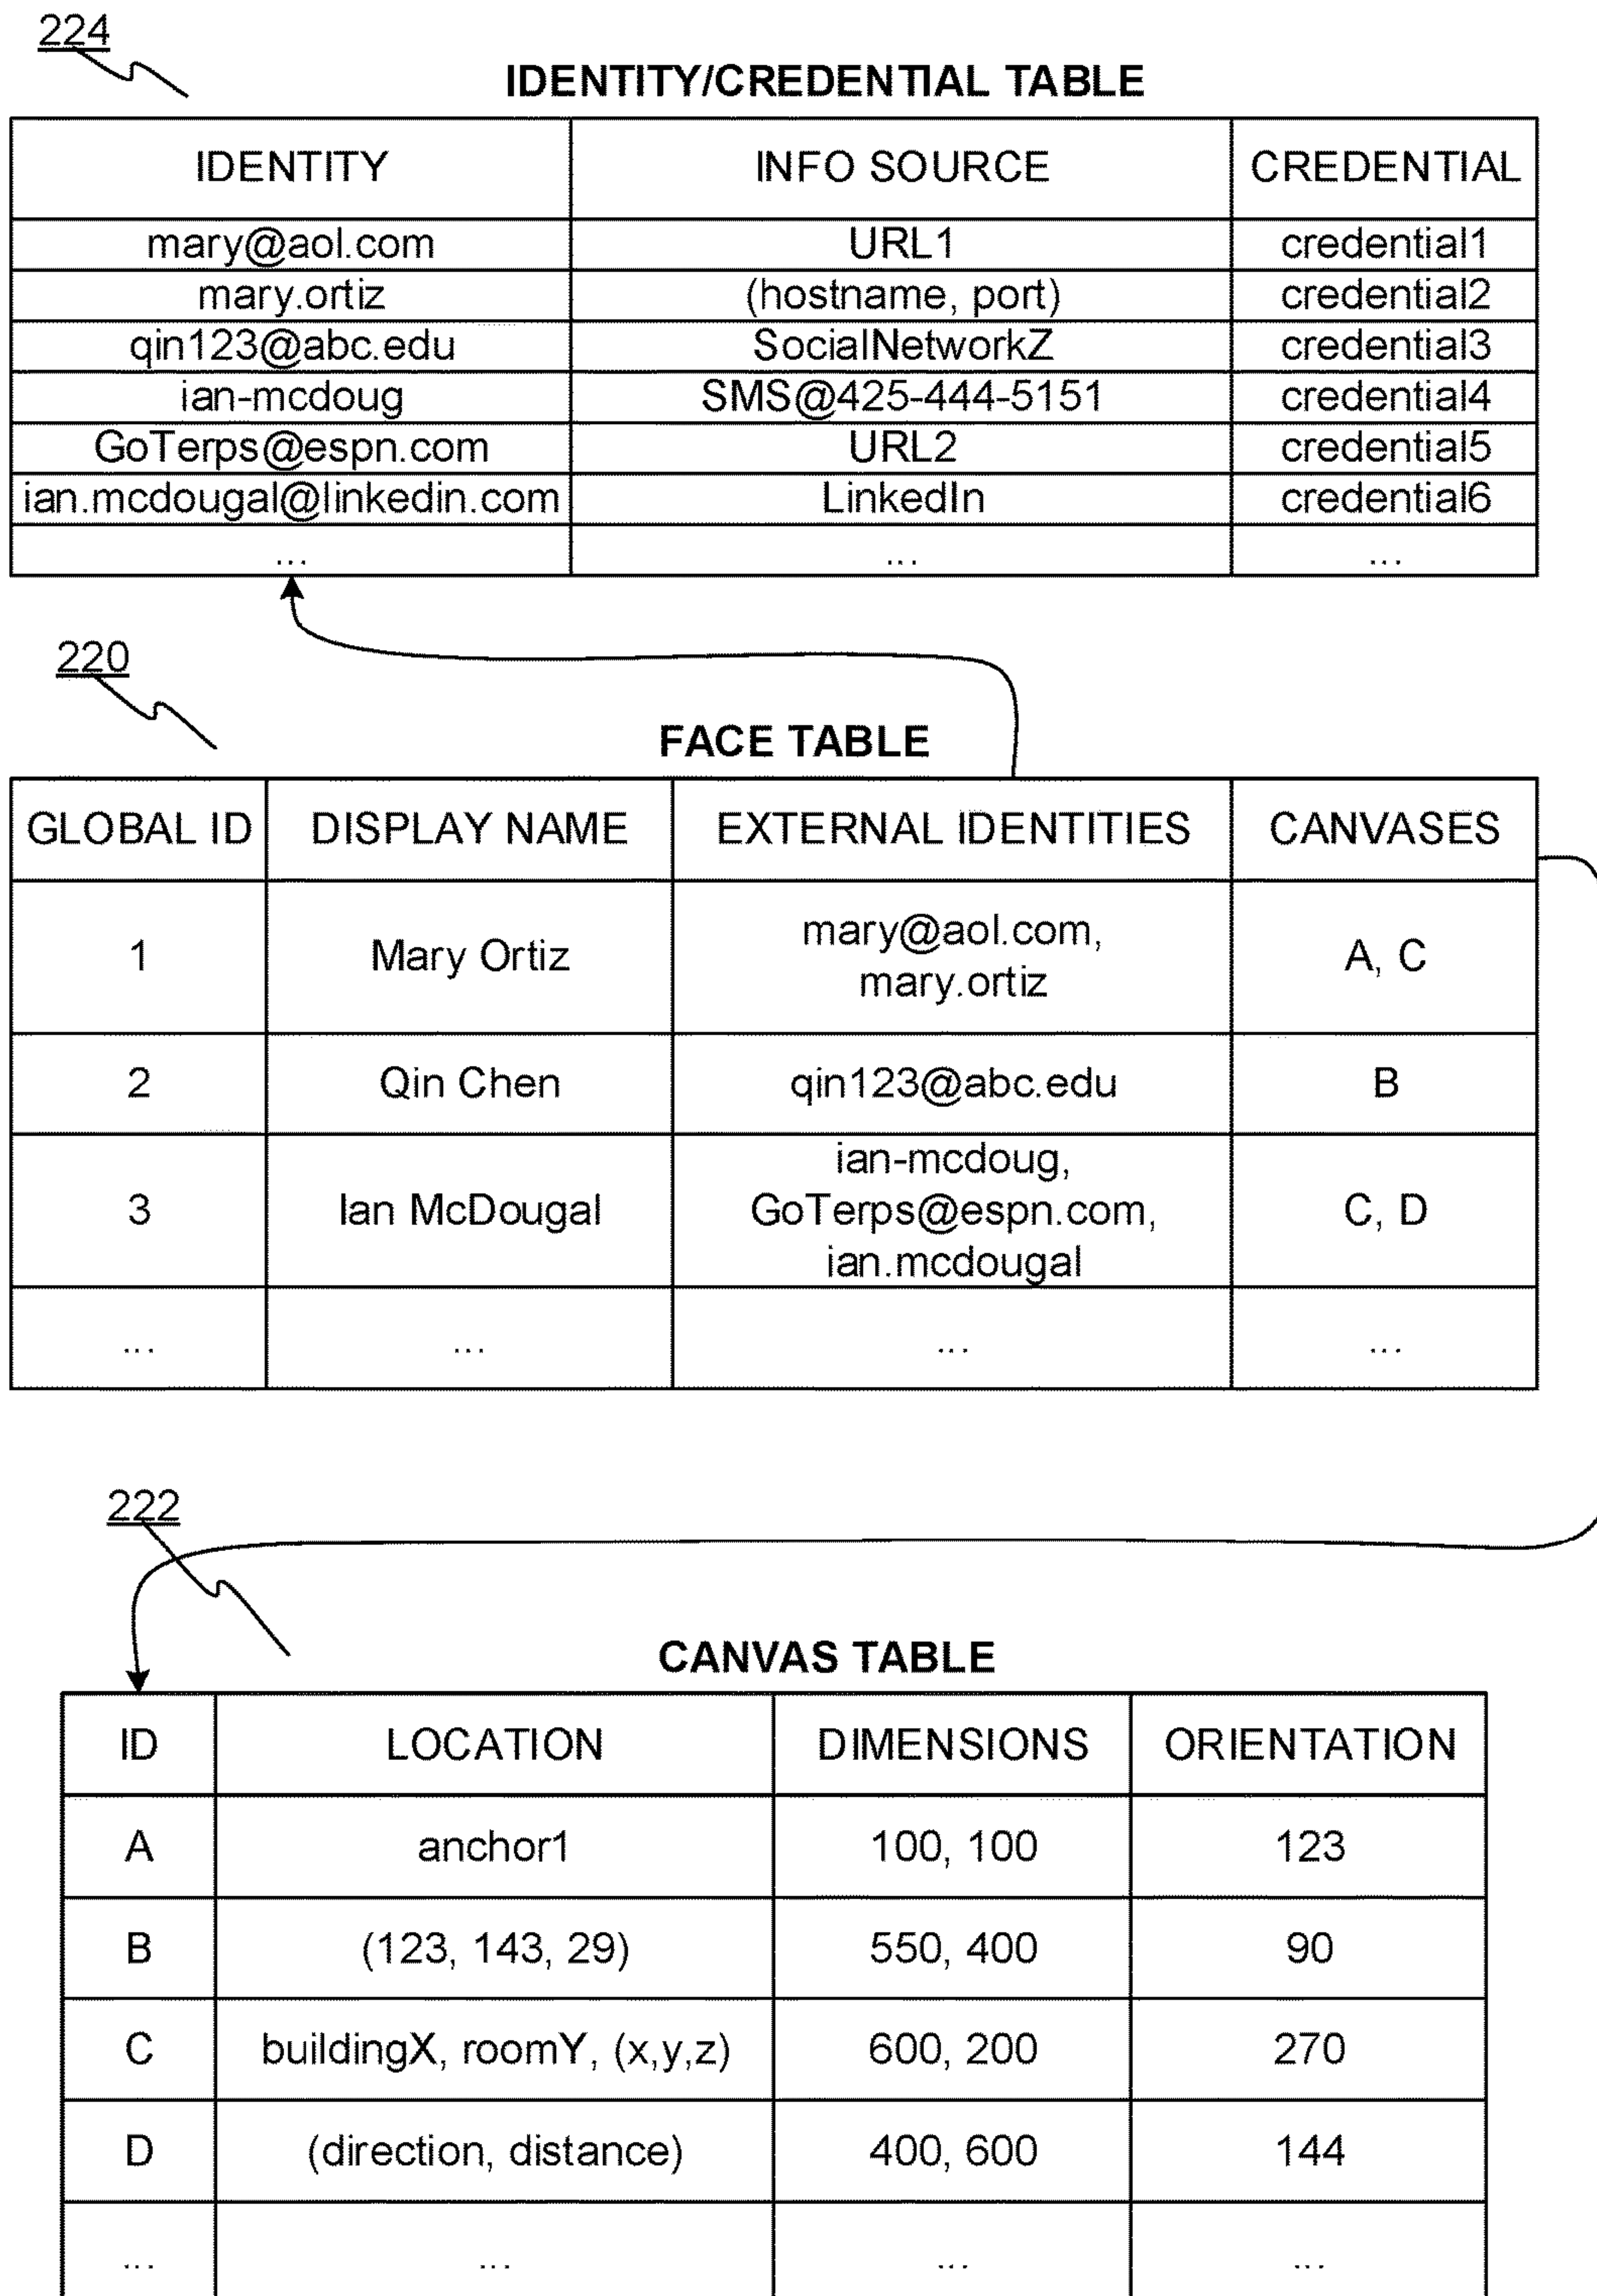 224
IDENTITY/CREDENTIAL TABLE
IDENTITY INFO SOURCE CREDENTIAL
mary@aol.com URL1 credential1
mary.ortiz (hostname, port) credential2
qin123@abc.edu SocialNetworkZ credential3
ian-mcdoug SMS@425-444-5151 credential4
GoTerps@espn.com URL2 credential5
ian.mcdougal@linkedin.com LinkedIn credential6
... ... ...
220
FACE TABLE
GLOBAL ID DISPLAY NAME EXTERNAL IDENTITIES CANVASES
1 Mary Ortiz mary@aol.com, A, C
mary.ortiz
2 Qin Chen qin123@abc.edu B
ian-mcdoug,
3 Ian McDougal GoTerps@espn.com, C, D
ian.mcdougal
... ... ... ...
222
CANVAS TABLE
ID LOCATION DIMENSIONS ORIENTATION
A anchor1 100, 100 123
B (123, 143, 29) 550, 400 90
C buildingX, roomY, (x,y,z) 600, 200 270
D (direction, distance) 400, 600 144
... ... ... ...